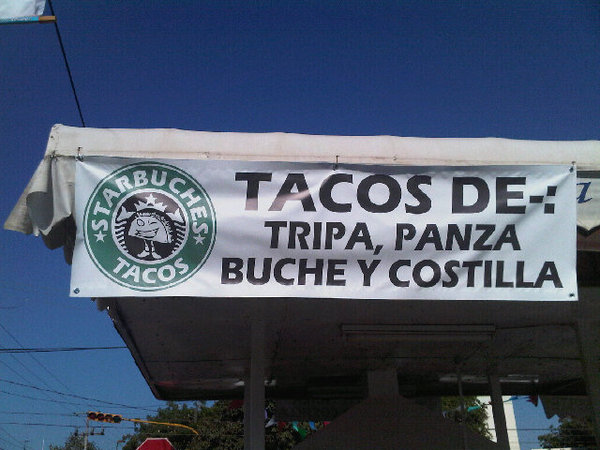 STARBUCHES
TACOS
TACOS DE-:
TRIPA, PANZA
BUCHE Y COSTILLA